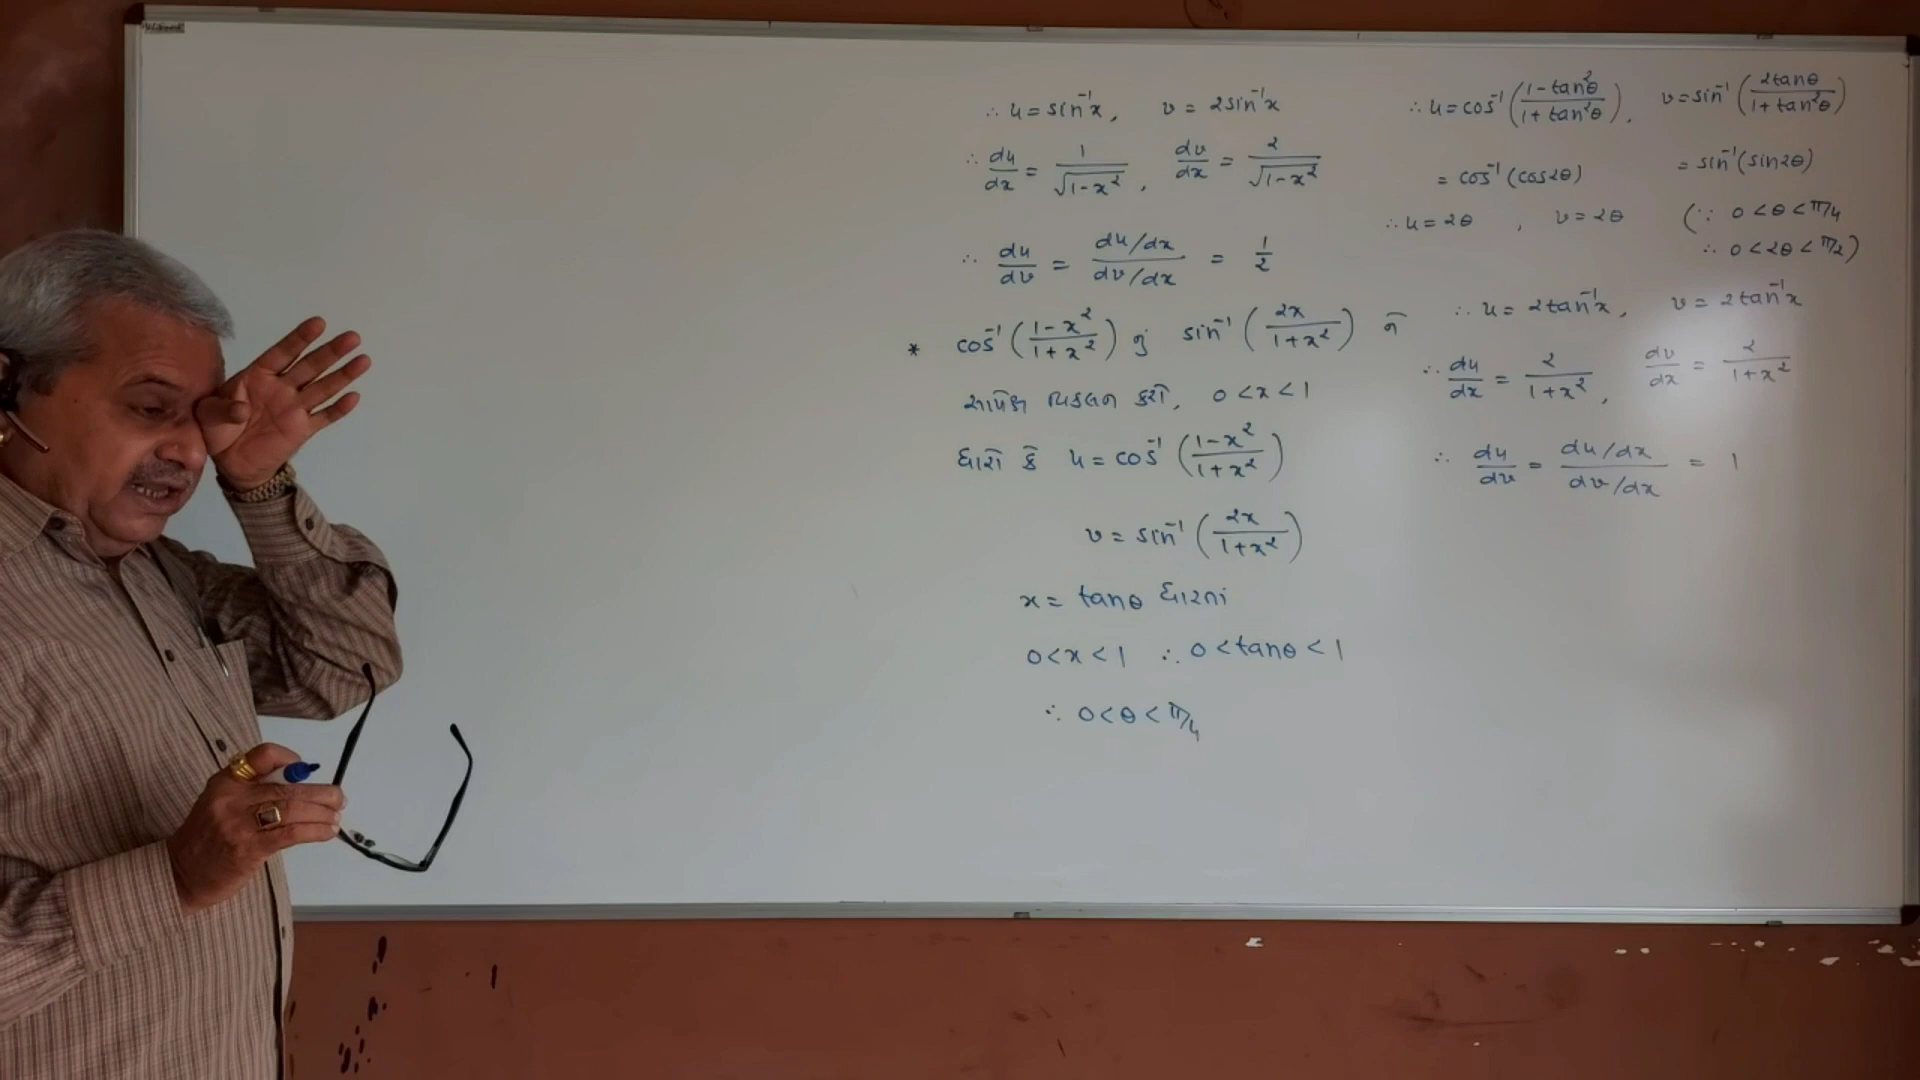 ∴ u = sin⁻¹x, v = 2sin⁻¹x
∴ du/dx = 1/√(1-x²), dv/dx = 2/√(1-x²)
∴ du/dv = (du/dx)/(dv/dx) = 1/2
* cos⁻¹((1-x²)/(1+x²)) નું sin⁻¹(2x/(1+x²)) ને
સાપેક્ષ વિકલન કરો, 0<x<1
ધારો કે u = cos⁻¹((1-x²)/(1+x²))
v = sin⁻¹(2x/(1+x²))
x = tanθ ધારતાં
0<x<1 ∴ 0<tanθ<1
∴ 0<θ<π/4
∴ u = cos⁻¹((1-tan²θ)/(1+tan²θ)), v = sin⁻¹(2tanθ/(1+tan²θ))
= cos⁻¹(cos2θ) = sin⁻¹(sin2θ)
∴ u = 2θ, v = 2θ (∵ 0<θ<π/4
∴ 0<2θ<π/2)
∴ u = 2tan⁻¹x, v = 2tan⁻¹x
∴ du/dx = 2/(1+x²), dv/dx = 2/(1+x²)
∴ du/dv = (du/dx)/(dv/dx) = 1